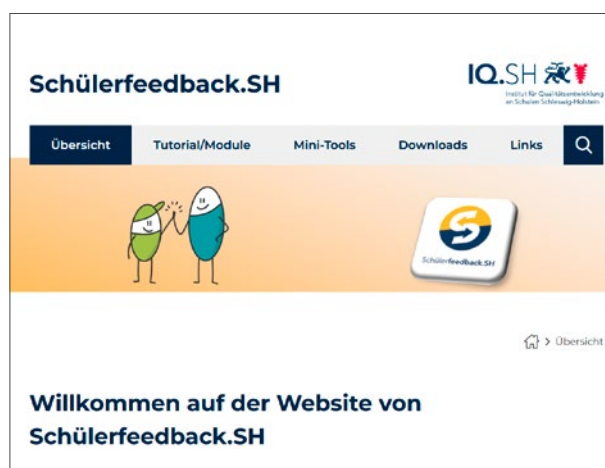 Schülerfeedback.SH
IQ.SH
Institut für Qualitätsentwicklung
an Schulen Schleswig-Holstein
Übersicht Tutorial/Module Mini-Tools Downloads Links
S
Schülerfeedback.SH
> Übersicht
Willkommen auf der Website von
Schülerfeedback.SH